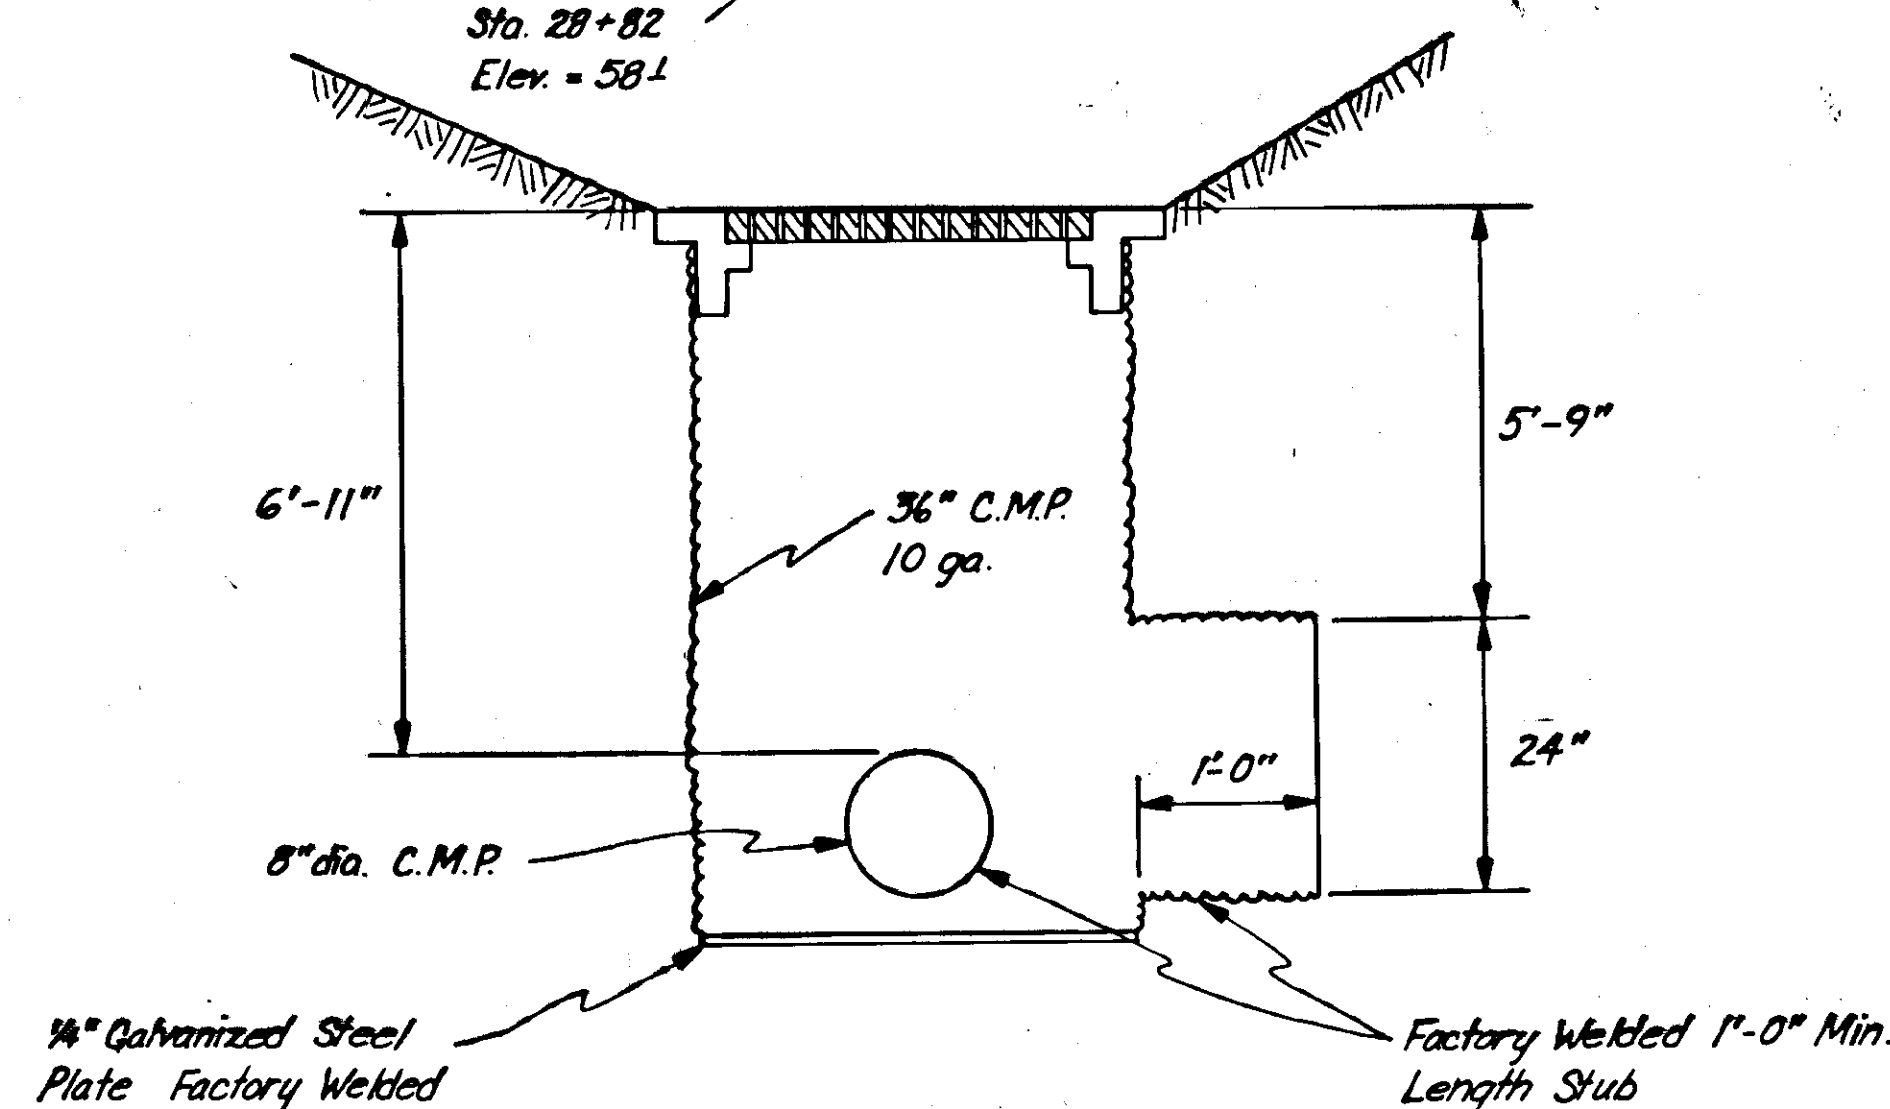 Sta. 28+82
Elev. = 58±
5'-9"
6'-11"
36" C.M.P.
10 ga.
24"
1'-0"
8" dia. C.M.P.
1/4" Galvanized Steel
Plate Factory Welded
Factory Welded 1'-0" Min.
Length Stub